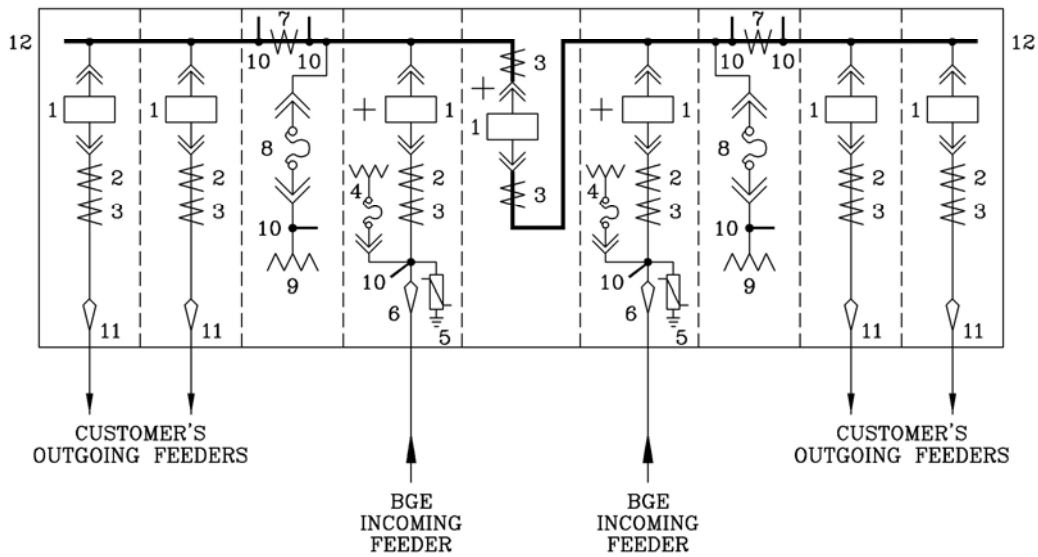 7 7
12 12
10 10 3 10 10
1 1 + 1 + 1 + 1 1 1
8 8
2 2 4 2 4 2 2 2
3 3 3 3 3 3 3
10 10
9 10 10 9
6 6
11 11 5 5 11 11
CUSTOMER'S CUSTOMER'S
OUTGOING FEEDERS OUTGOING FEEDERS
BGE BGE
INCOMING INCOMING
FEEDER FEEDER